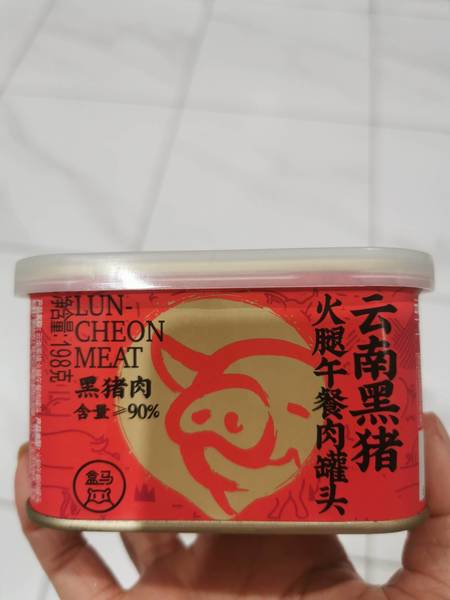 云南黑猪
火腿午餐肉罐头
LUN-
CHEON
MEAT
黑猪肉
含量≥90%
净含量:198克
盒马